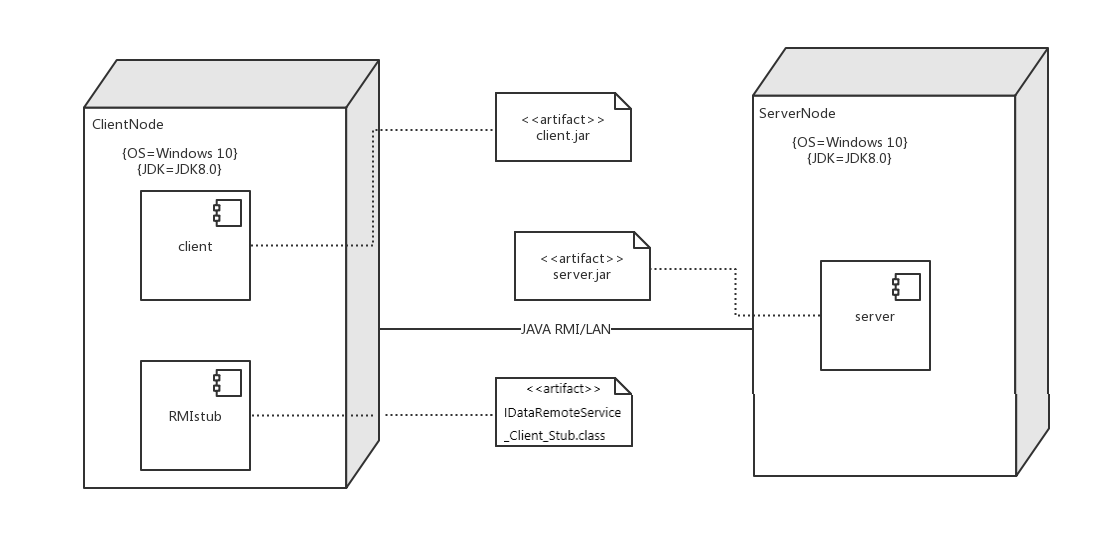 ClientNode
{OS=Windows 10}
{JDK=JDK8.0}
client
RMIstub
<<artifact>>
client.jar
<<artifact>>
server.jar
JAVA RMI/LAN
<<artifact>>
IDataRemoteService
_Client_Stub.class
ServerNode
{OS=Windows 10}
{JDK=JDK8.0}
server